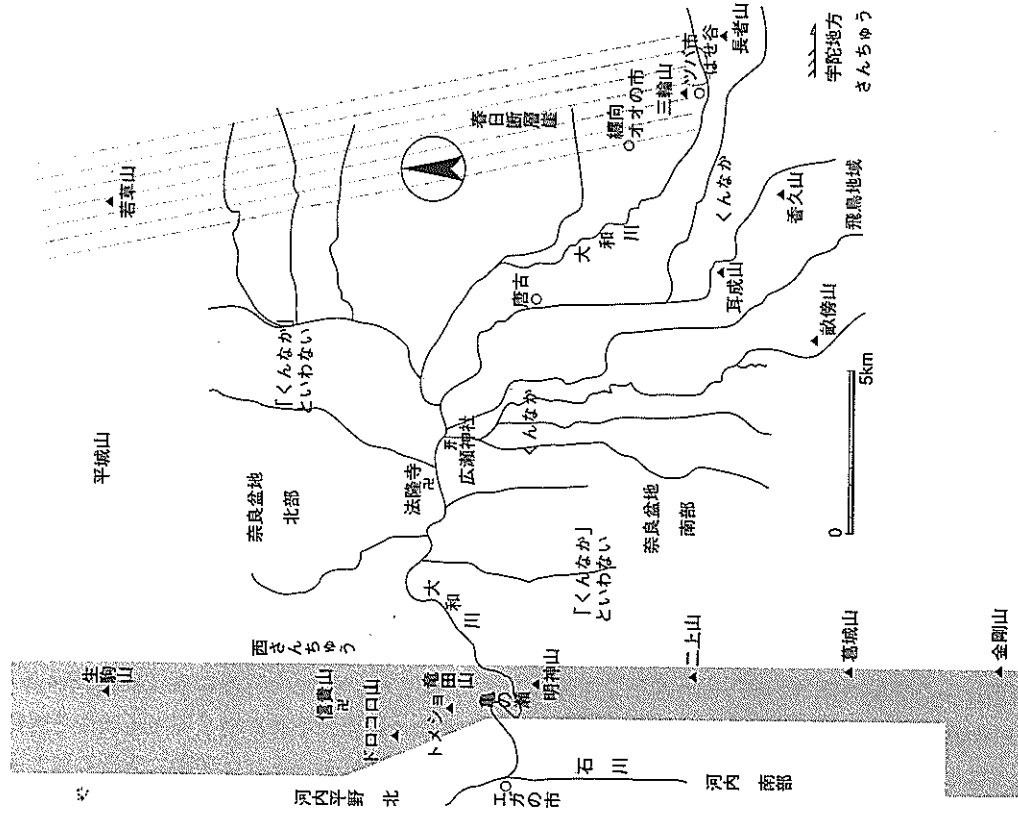 若草山
平城山
春日断層崖
「くんなか」
といわない
奈良盆地
北部
纏向
オオの市
三輪山
ツバ市
はせ谷
長者山
宇陀地方
さんちゅう
大和川
唐古
くんなか
法隆寺
卍
广瀬神社
くんなか
耳成山
香久山
飛鳥地域
畝傍山
奈良盆地
南部
「くんなか」
といわない
大和川
0
5km
西さんちゅう
生駒山
信貴山
卍
ドロコロ山
トメショ
竜田山
亀の瀬
明神山
二上山
葛城山
金剛山
河内平野 北
エガの市
石川
河内 南部